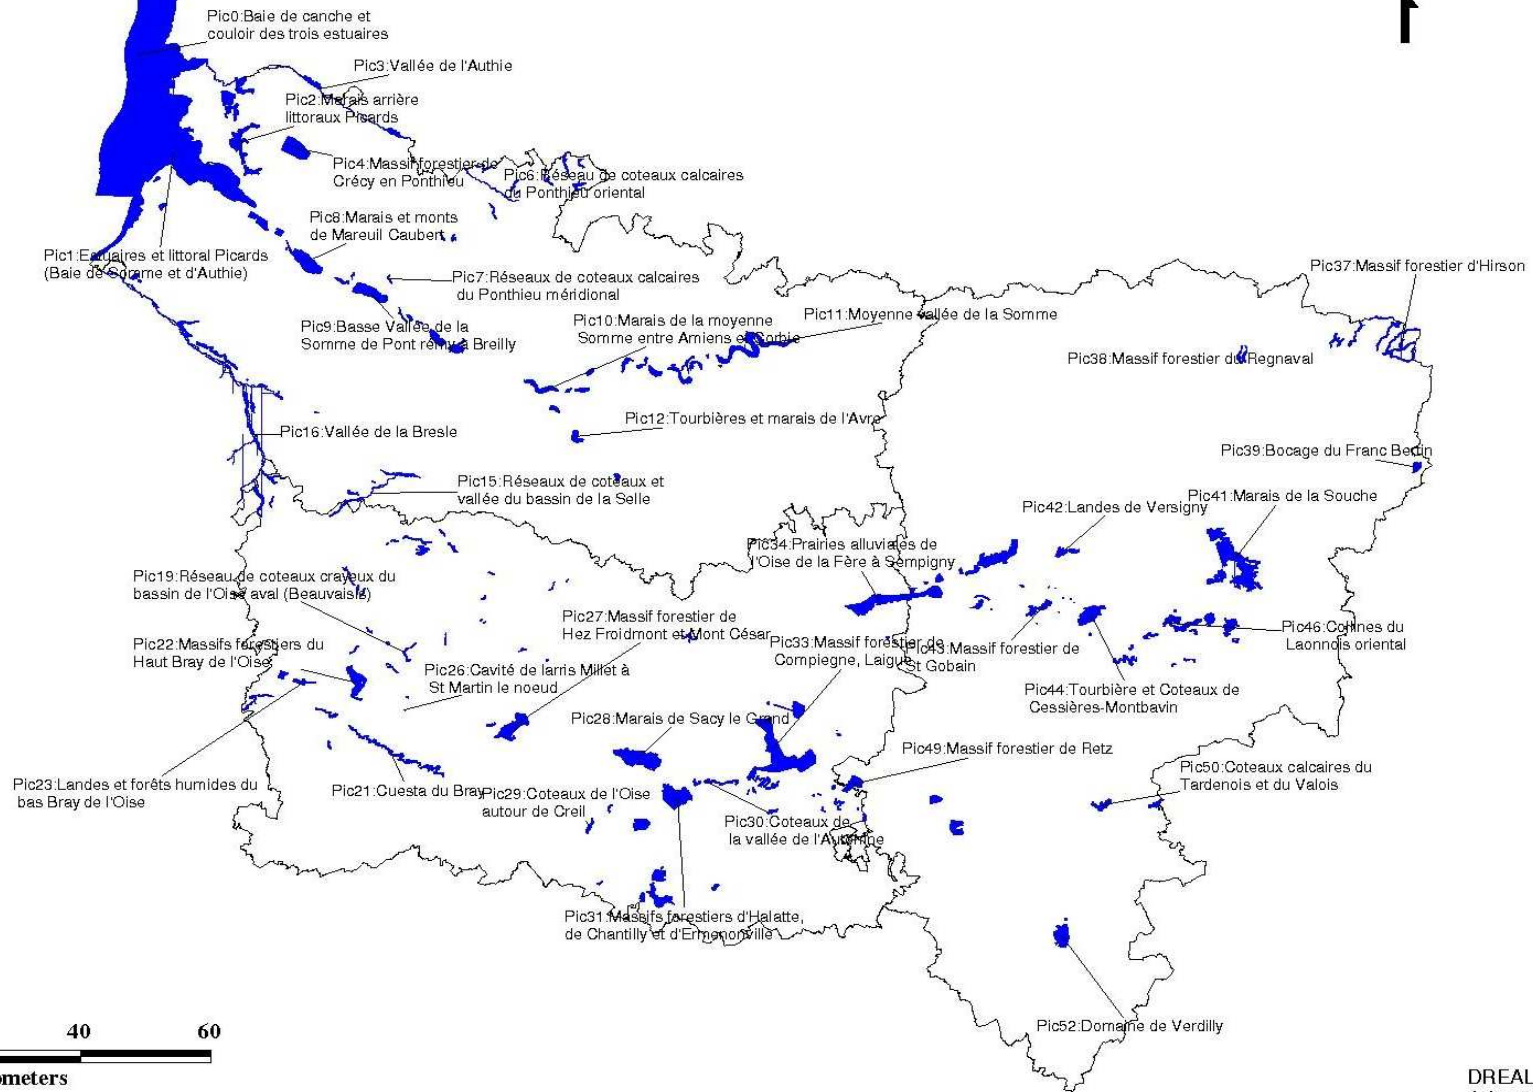 Pic0:Baie de canche et
couloir des trois estuaires
Pic3:Vallée de l'Authie
Pic2:Marais arrière
littoraux Picards
Pic4:Massif forestier de
Crécy en Ponthieu
Pic6:Réseau de coteaux calcaires
du Ponthieu oriental
Pic8:Marais et monts
de Mareuil Caubert
Pic1:Estuaires et littoral Picards
(Baie de Somme et d'Authie)
Pic7:Réseaux de coteaux calcaires
du Ponthieu méridional
Pic37:Massif forestier d'Hirson
Pic9:Basse Vallée de la
Somme de Pont rémy à Breilly
Pic10:Marais de la moyenne
Somme entre Amiens et Corbie
Pic11:Moyenne vallée de la Somme
Pic38:Massif forestier du Regnaval
Pic12:Tourbières et marais de l'Avre
Pic16:Vallée de la Bresle
Pic39:Bocage du Franc Bertin
Pic15:Réseaux de coteaux et
vallée du bassin de la Selle
Pic42:Landes de Versigny
Pic41:Marais de la Souche
Pic34:Prairies alluviales de
l'Oise de la Fère à Sempigny
Pic19:Réseau de coteaux crayeux du
bassin de l'Oise aval (Beauvaisis)
Pic27:Massif forestier de
Hez Froidmont et Mont César
Pic22:Massifs forestiers du
Haut Bray de l'Oise
Pic33:Massif forestier de
Compiegne, Laigue
Pic43:Massif forestier de
St Gobain
Pic46:Collines du
Laonnois oriental
Pic26:Cavité de larris Millet à
St Martin le noeud
Pic44:Tourbière et Coteaux de
Cessières-Montbavin
Pic28:Marais de Sacy le Grand
Pic49:Massif forestier de Retz
Pic50:Coteaux calcaires du
Tardenois et du Valois
Pic23:Landes et forêts humides du
bas Bray de l'Oise
Pic21:Cuesta du Bray
Pic29:Coteaux de l'Oise
autour de Creil
Pic30:Coteaux de
la vallée de l'Automne
Pic31:Massifs forestiers d'Halatte,
de Chantilly et d'Ermenonville
Pic52:Domaine de Verdilly
40 60
ometers
DREAL